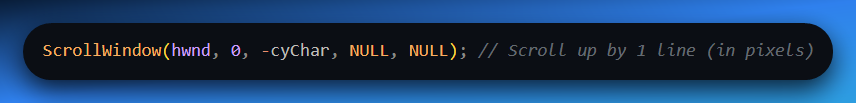 ScrollWindow(hwnd, 0, -cyChar, NULL, NULL); // Scroll up by 1 line (in pixels)